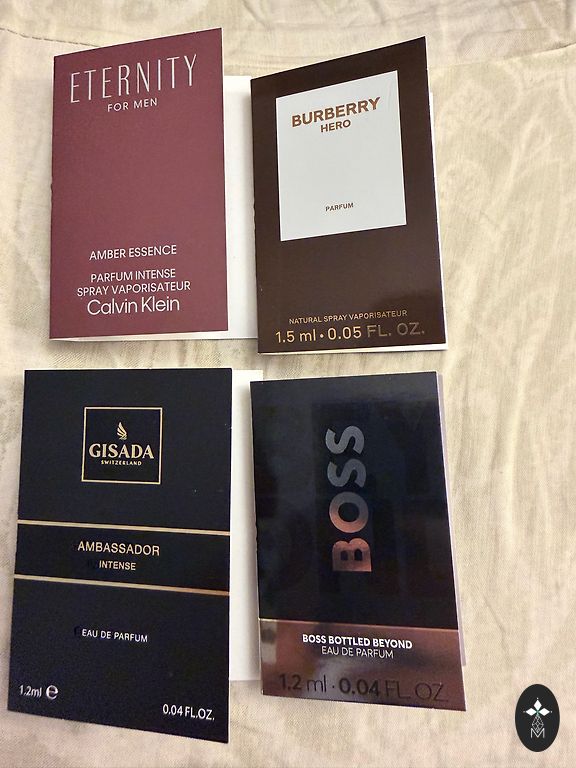 ETERNITY
FOR MEN
AMBER ESSENCE
PARFUM INTENSE
SPRAY VAPORISATEUR
Calvin Klein
BURBERRY
HERO
PARFUM
NATURAL SPRAY VAPORISATEUR
1.5 ml • 0.05 FL. OZ.
GISADA
SWITZERLAND
AMBASSADOR
INTENSE
EAU DE PARFUM
1.2ml e
0.04 FL.OZ.
BOSS
BOSS BOTTLED BEYOND
EAU DE PARFUM
1.2 ml · 0.04 FL. OZ.
M